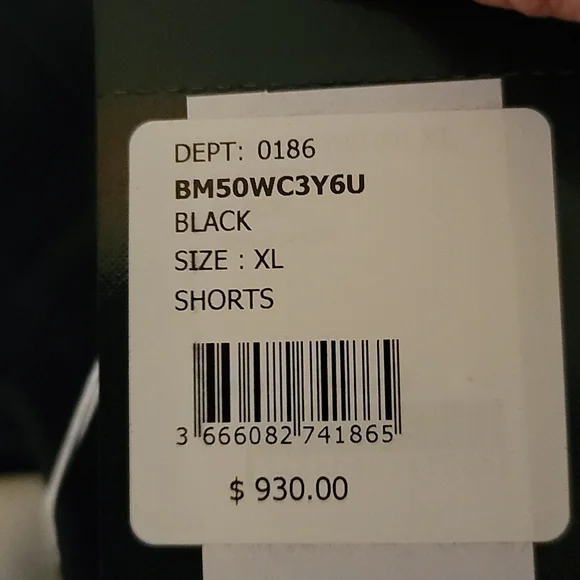 DEPT: 0186
BM50WC3Y6U
BLACK
SIZE : XL
SHORTS
3 666082 741865
$ 930.00